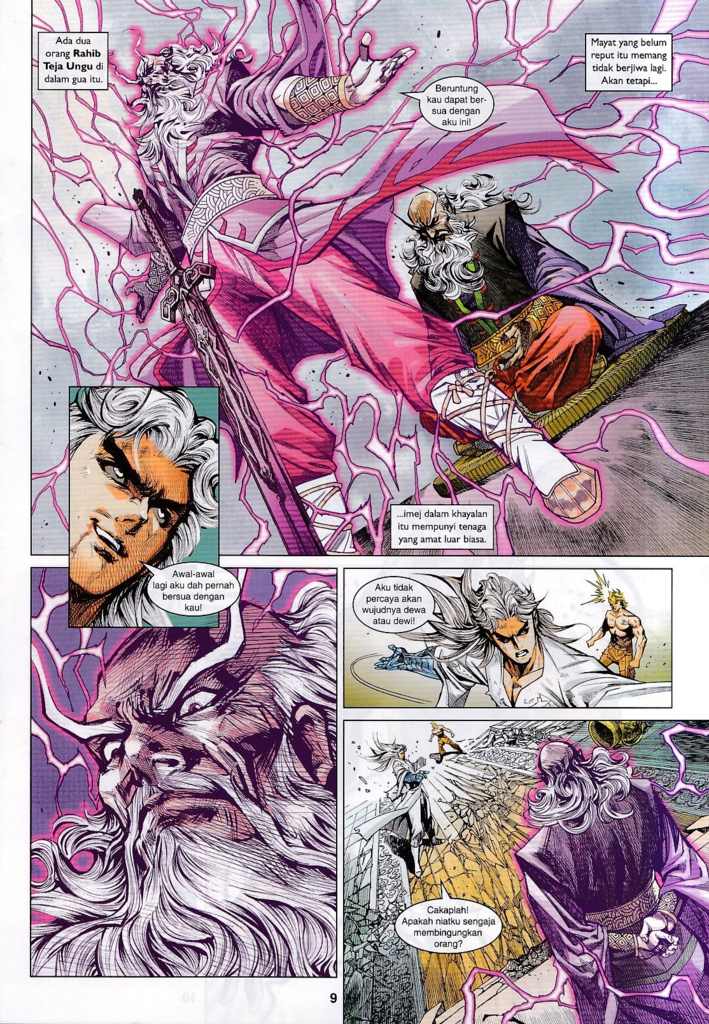 Ada dua
orang Rahib
Teja Ungu di
dalam gua itu.
Beruntung
kau dapat ber-
sua dengan
aku ini!
Mayat yang belum
reput itu memang
tidak berjiwa lagi.
Akan tetapi...
...imej dalam khayalan
itu mempunyi tenaga
yang amat luar biasa.
Awal-awal
lagi aku dah pernah
bersua dengan
kau!
Aku tidak
percaya akan
wujudnya dewa
atau dewi!
Cakaplah!
Apakah niatku sengaja
membingungkan
orang?
9